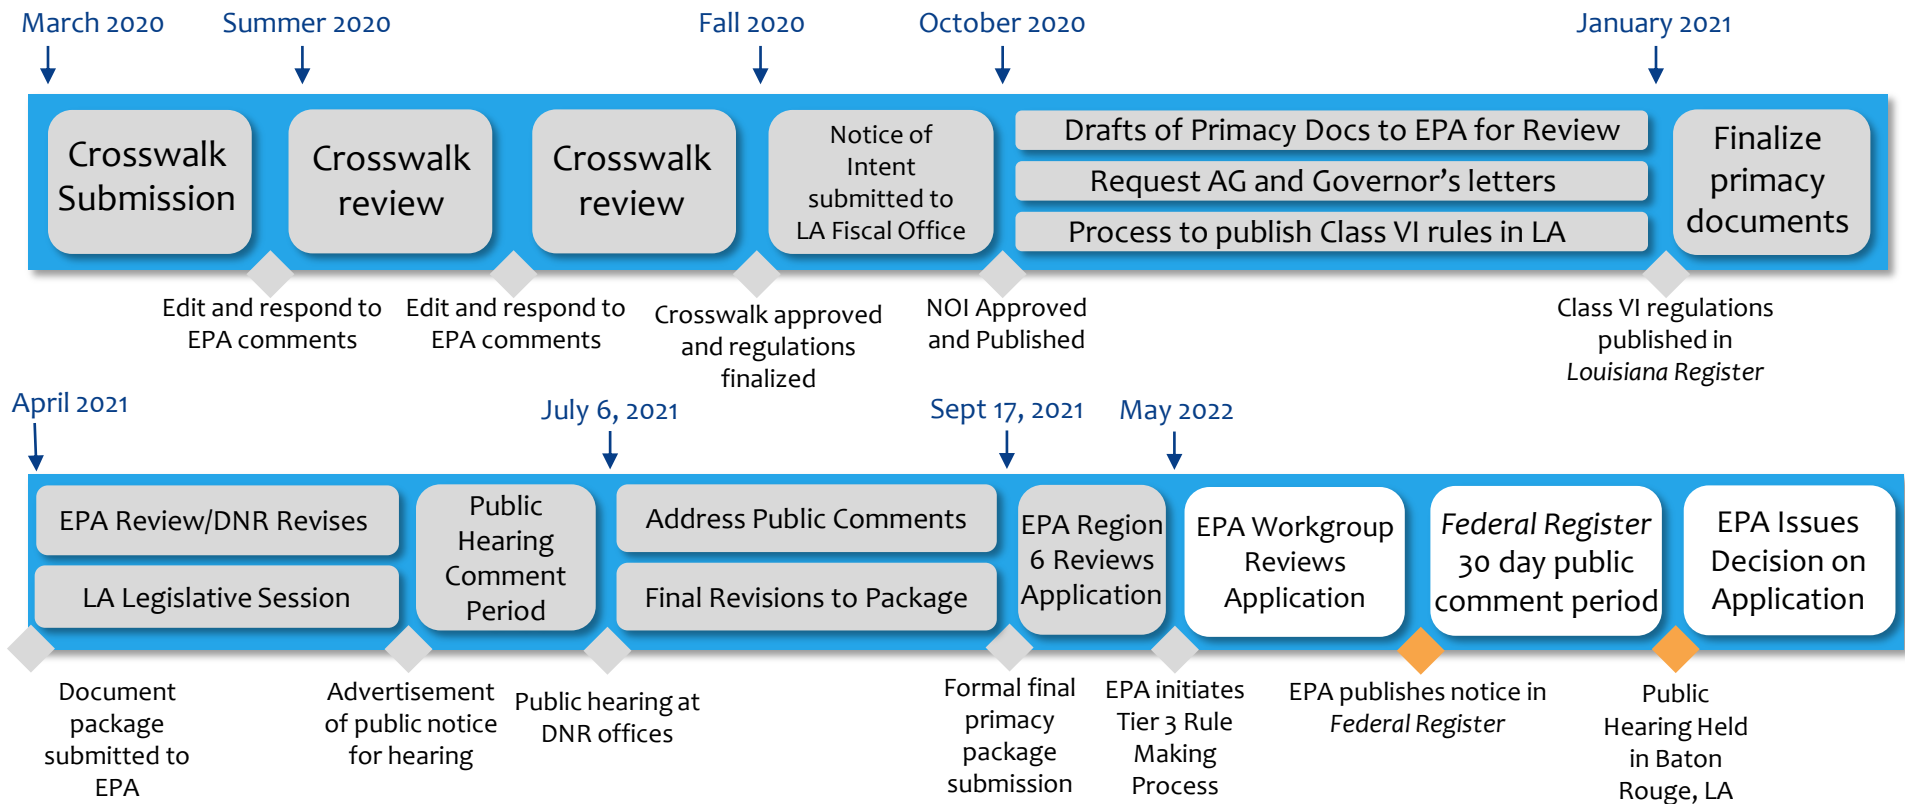 March 2020
Summer 2020
Fall 2020
October 2020
January 2021
Crosswalk
Submission
Crosswalk
review
Crosswalk
review
Notice of
Intent
submitted to
LA Fiscal Office
Drafts of Primacy Docs to EPA for Review
Request AG and Governor’s letters
Process to publish Class VI rules in LA
Finalize
primacy
documents
Edit and respond to
EPA comments
Edit and respond to
EPA comments
Crosswalk approved
and regulations
finalized
NOI Approved
and Published
Class VI regulations
published in
Louisiana Register
April 2021
July 6, 2021
Sept 17, 2021
May 2022
EPA Review/DNR Revises
LA Legislative Session
Public
Hearing
Comment
Period
Address Public Comments
Final Revisions to Package
EPA Region
6 Reviews
Application
EPA Workgroup
Reviews
Application
Federal Register
30 day public
comment period
EPA Issues
Decision on
Application
Document
package
submitted to
EPA
Advertisement
of public notice
for hearing
Public hearing at
DNR offices
Formal final
primacy
package
submission
EPA initiates
Tier 3 Rule
Making
Process
EPA publishes notice in
Federal Register
Public
Hearing Held
in Baton
Rouge, LA